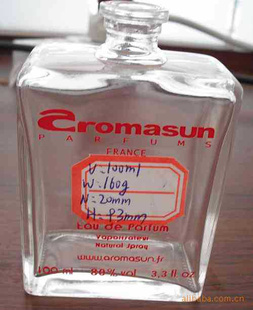 aromasun
PARFUMS
FRANCE
V. 100ml
W. 160g
N: 20mm
H: 93mm
Eau de Parfum
Vaporisateur
Natural Spray
www.aromasun.fr
100 ml 80% vol 3,3 fl. oz
alibaba.com.cn